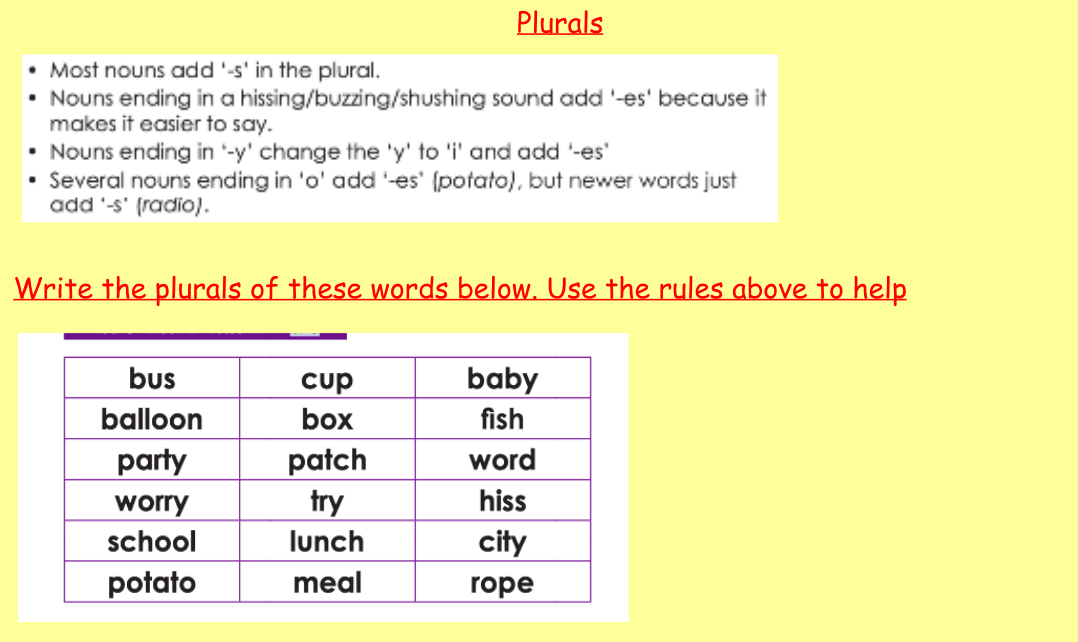 Plurals
• Most nouns add '-s' in the plural.
• Nouns ending in a hissing/buzzing/shushing sound add '-es' because it
makes it easier to say.
• Nouns ending in '-y' change the 'y' to 'i' and add '-es'
• Several nouns ending in 'o' add '-es' (potato), but newer words just
add '-s' (radio).
Write the plurals of these words below. Use the rules above to help
bus cup baby
balloon box fish
party patch word
worry try hiss
school lunch city
potato meal rope